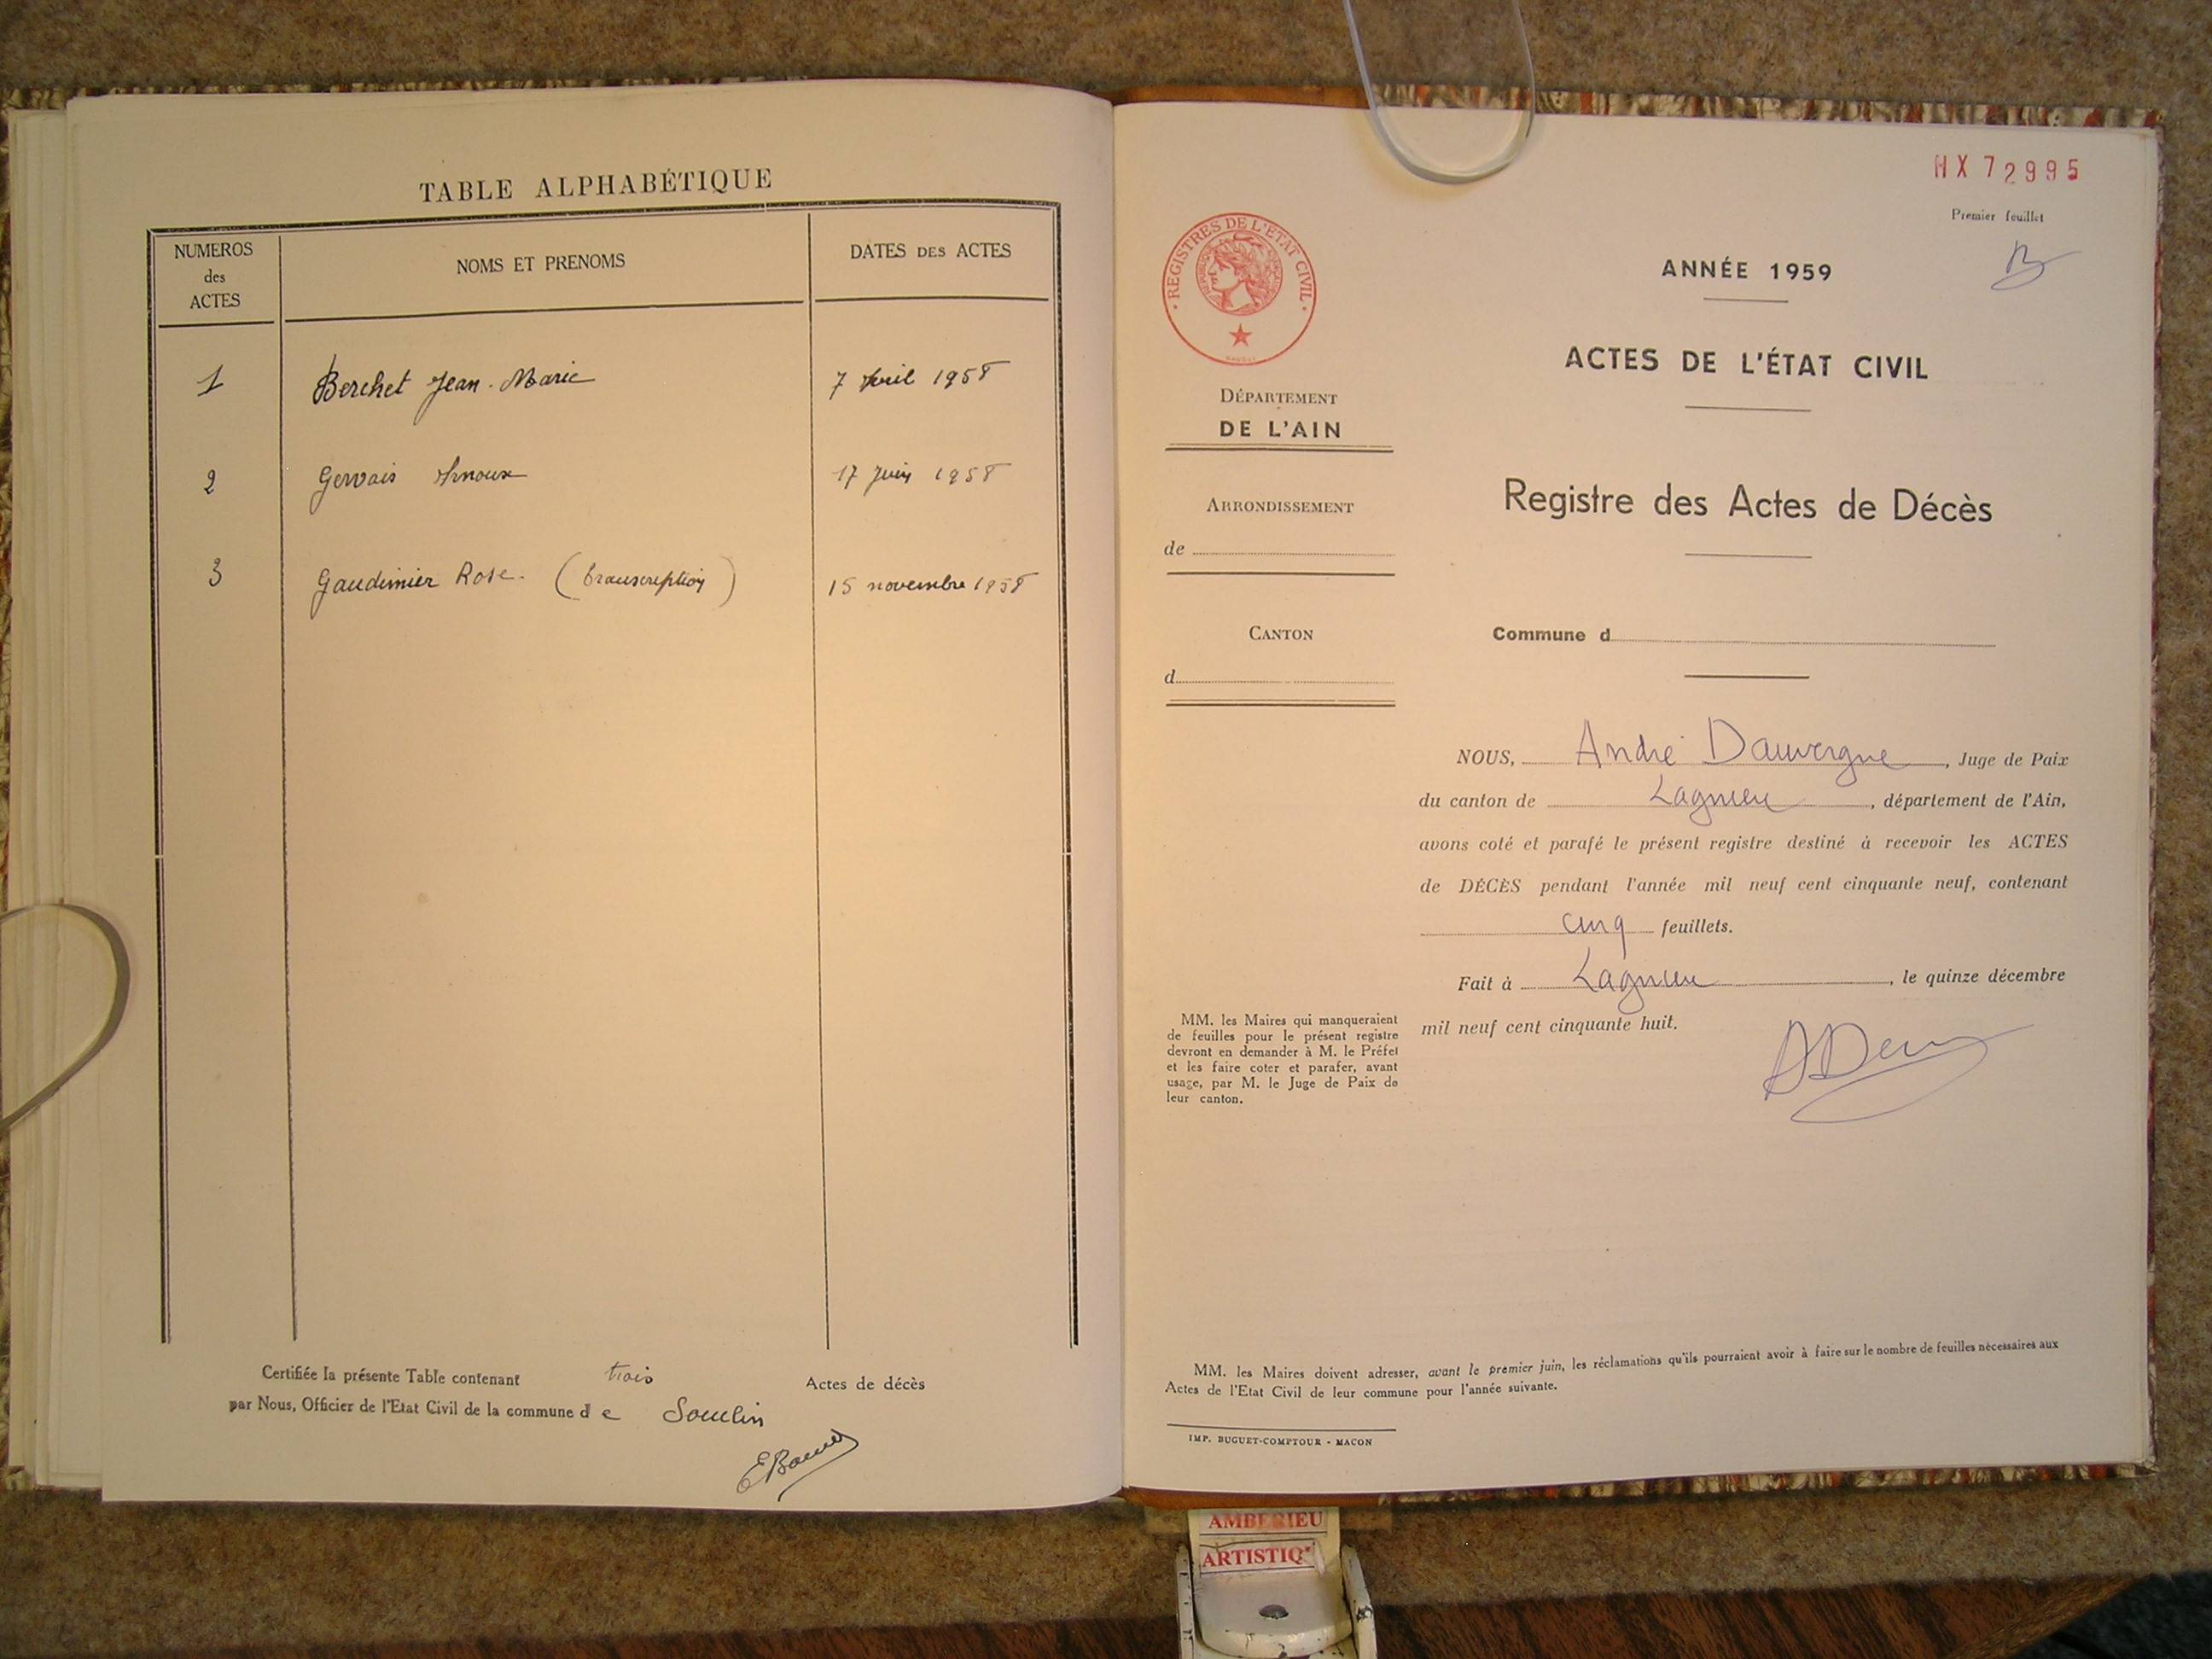 TABLE ALPHABÉTIQUE
NUMEROS
des
ACTES
NOMS ET PRENOMS
DATES DES ACTES
1 Berchet Jean-Marie 7 Avril 1958
2 Gervais Arnoux 17 Juin 1958
3 Gaudimier Rose. (transcription) 15 novembre 1958
Certifiée la présente Table contenant trois Actes de décès
par Nous, Officier de l'Etat Civil de la commune de Souclin
HX 72995
Premier feuillet
REGISTRES DE L'ETAT CIVIL
ANNÉE 1959
ACTES DE L'ÉTAT CIVIL
DÉPARTEMENT
DE L'AIN
Registre des Actes de Décès
ARRONDISSEMENT
de
CANTON
d
Commune d
NOUS, André Dauvergne, Juge de Paix
du canton de Lagnieu, département de l'Ain,
avons coté et parafé le présent registre destiné à recevoir les ACTES
de DÉCÈS pendant l'année mil neuf cent cinquante neuf, contenant
cinq feuillets.
Fait à Lagnieu, le quinze décembre
mil neuf cent cinquante huit.
MM. les Maires qui manqueraient
de feuilles pour le présent registre
devront en demander à M. le Préfet
et les faire coter et parafer, avant
usage, par M. le Juge de Paix de
leur canton.
MM. les Maires doivent adresser, avant le premier juin, les réclamations qu'ils pourraient avoir à faire sur le nombre de feuilles nécessaires aux
Actes de l'Etat Civil de leur commune pour l'année suivante.
IMP. BUGUET-COMPTOUR - MACON
AMBERIEU
ARTISTIQ